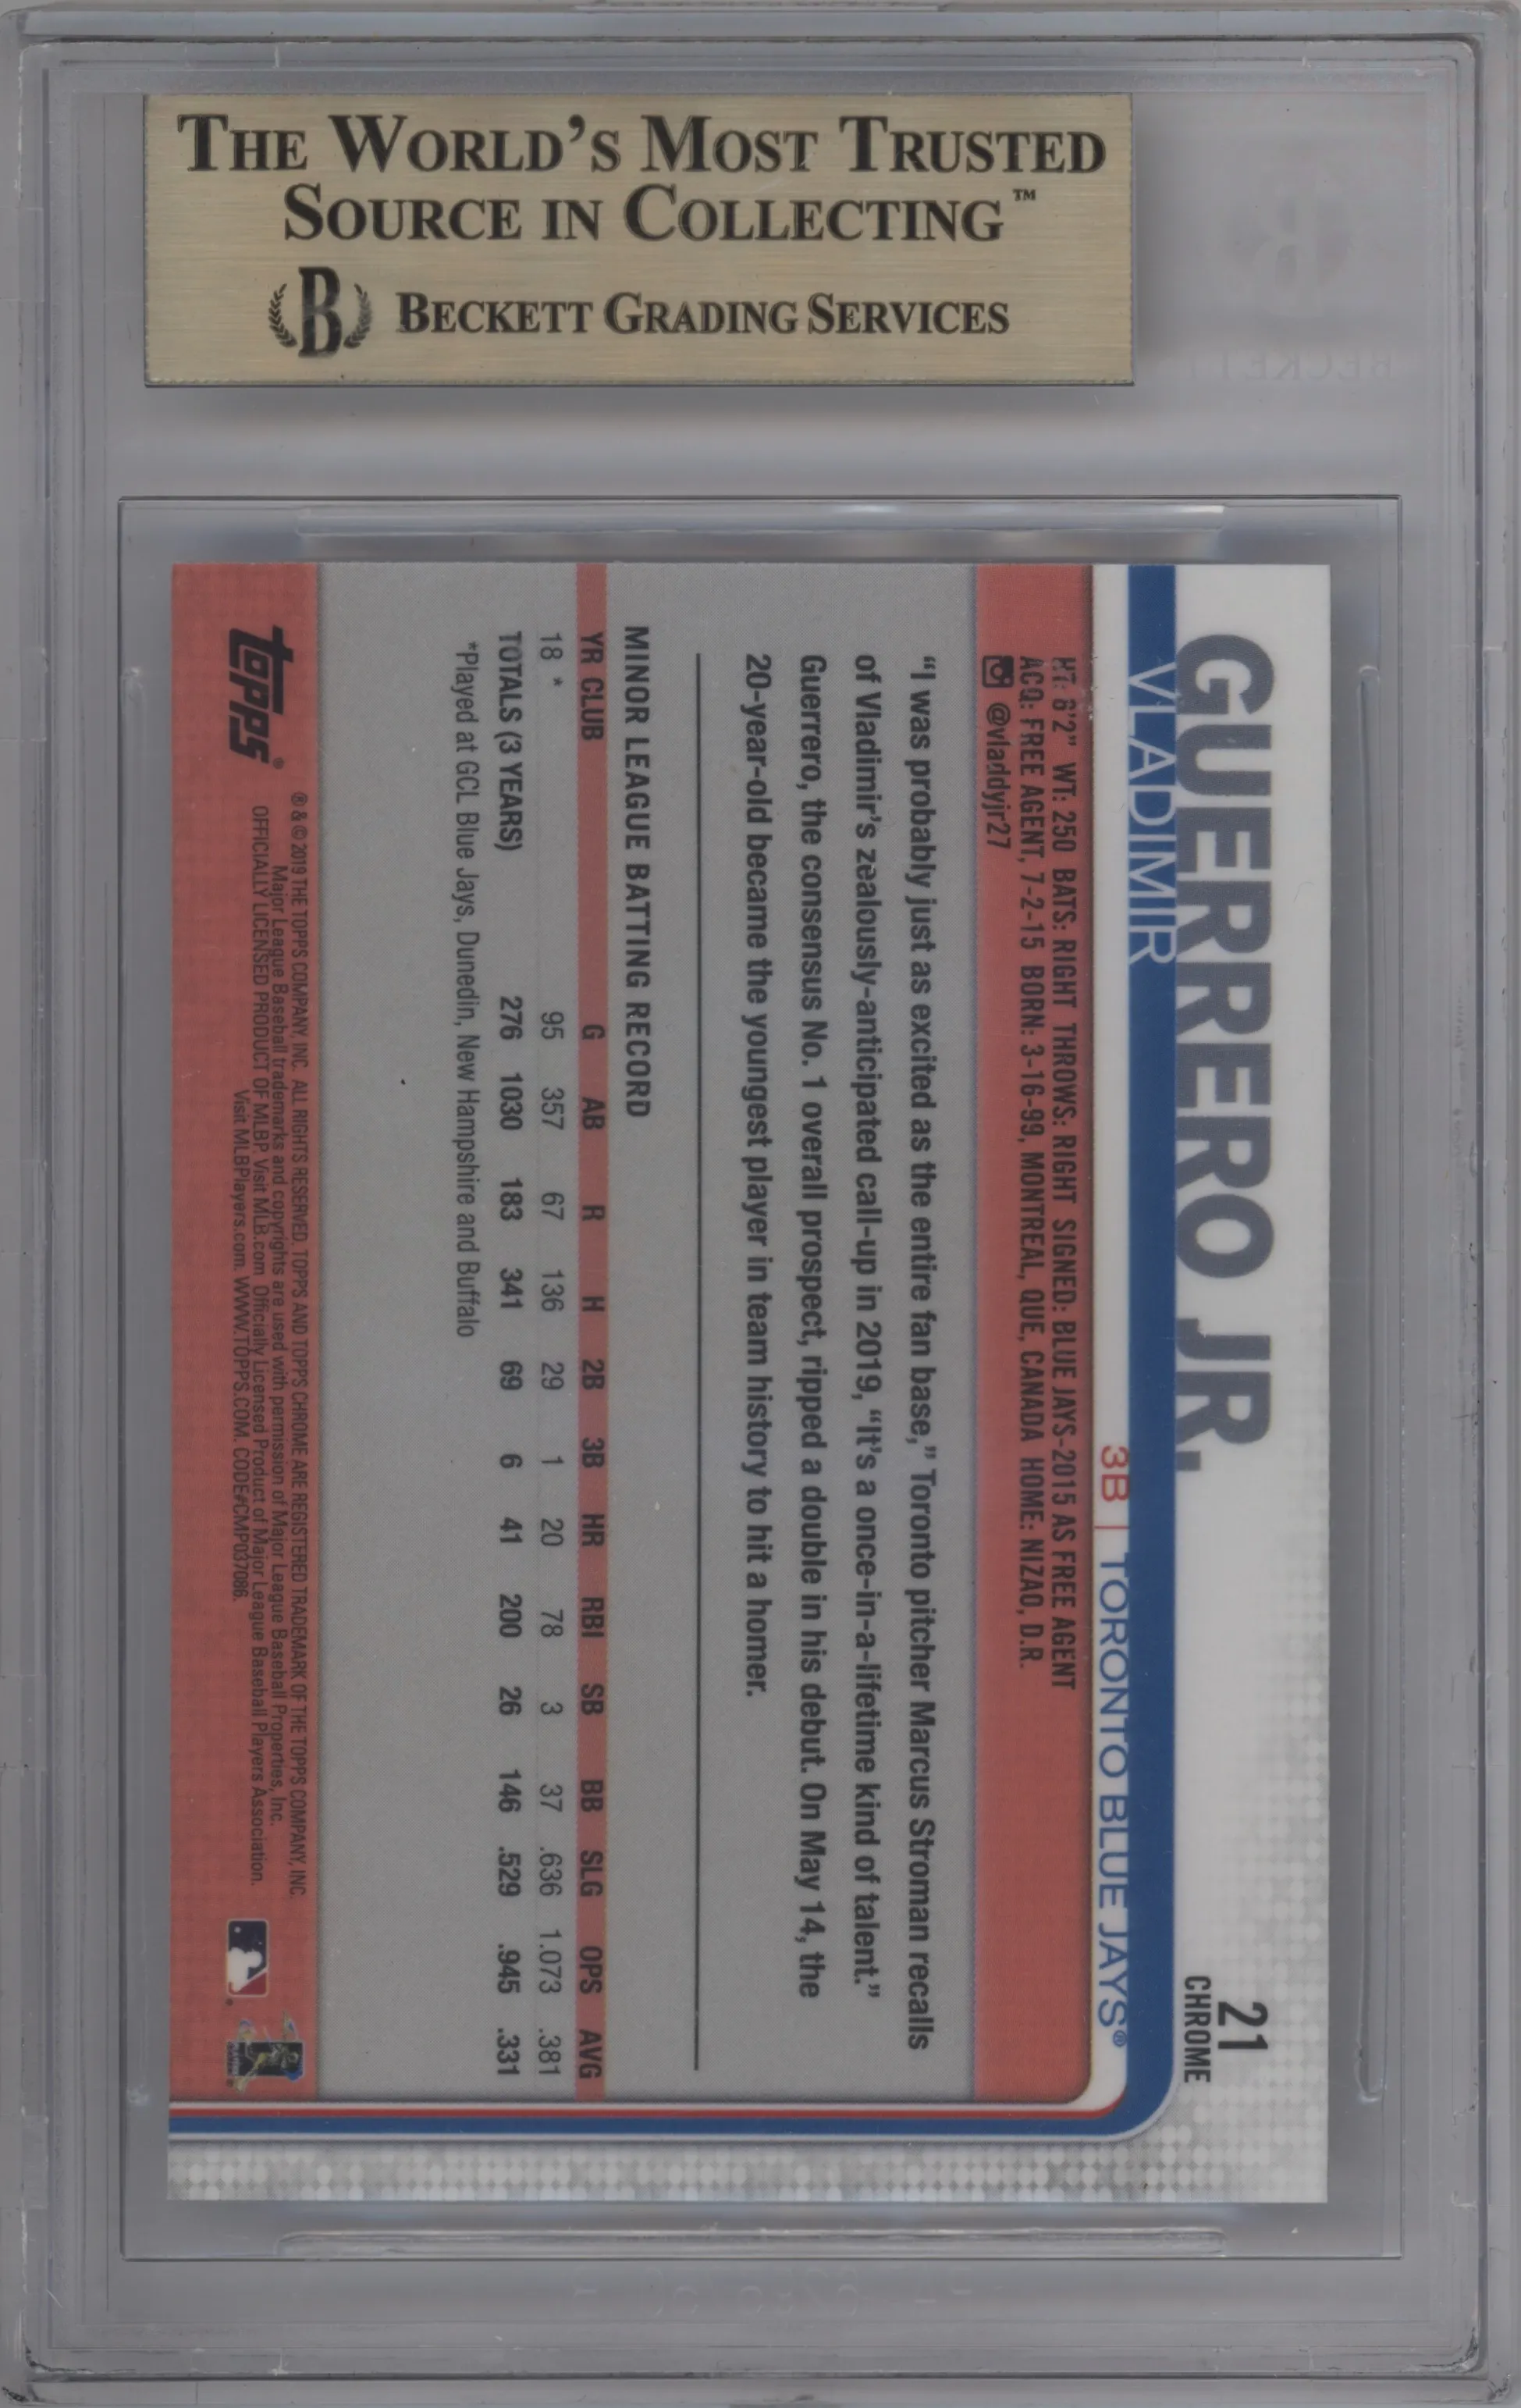 THE WORLD'S MOST TRUSTED
SOURCE IN COLLECTING™
B BECKETT GRADING SERVICES
21
CHROME
GUERRERO JR.
VLADIMIR
3B | TORONTO BLUE JAYS®
HT: 6'2" WT: 250 BATS: RIGHT THROWS: RIGHT SIGNED: BLUE JAYS-2015 AS FREE AGENT
ACQ: FREE AGENT, 7-2-15 BORN: 3-16-99, MONTREAL, QUE, CANADA HOME: NIZAO, D.R.
@vladdyjr27
“I was probably just as excited as the entire fan base,” Toronto pitcher Marcus Stroman recalls
of Vladimir’s zealously-anticipated call-up in 2019, “It’s a once-in-a-lifetime kind of talent.”
Guerrero, the consensus No. 1 overall prospect, ripped a double in his debut. On May 14, the
20-year-old became the youngest player in team history to hit a homer.
MINOR LEAGUE BATTING RECORD
YR CLUB G AB R H 2B 3B HR RBI SB BB SLG OPS AVG
18 * 95 357 67 136 29 1 20 78 3 37 .636 1.073 .381
TOTALS (3 YEARS) 276 1030 183 341 69 6 41 200 26 146 .529 .945 .331
*Played at GCL Blue Jays, Dunedin, New Hampshire and Buffalo
topps®
® & © 2019 THE TOPPS COMPANY, INC. ALL RIGHTS RESERVED. TOPPS AND TOPPS CHROME ARE REGISTERED TRADEMARK OF THE TOPPS COMPANY, INC.
Major League Baseball trademarks and copyrights are used with permission of Major League Baseball Properties, Inc.
OFFICIALLY LICENSED PRODUCT OF MLBP. Visit MLB.com Officially Licensed Product of Major League Baseball Players Association.
Visit MLBPlayers.com. WWW.TOPPS.COM. CODE#CMP037086.